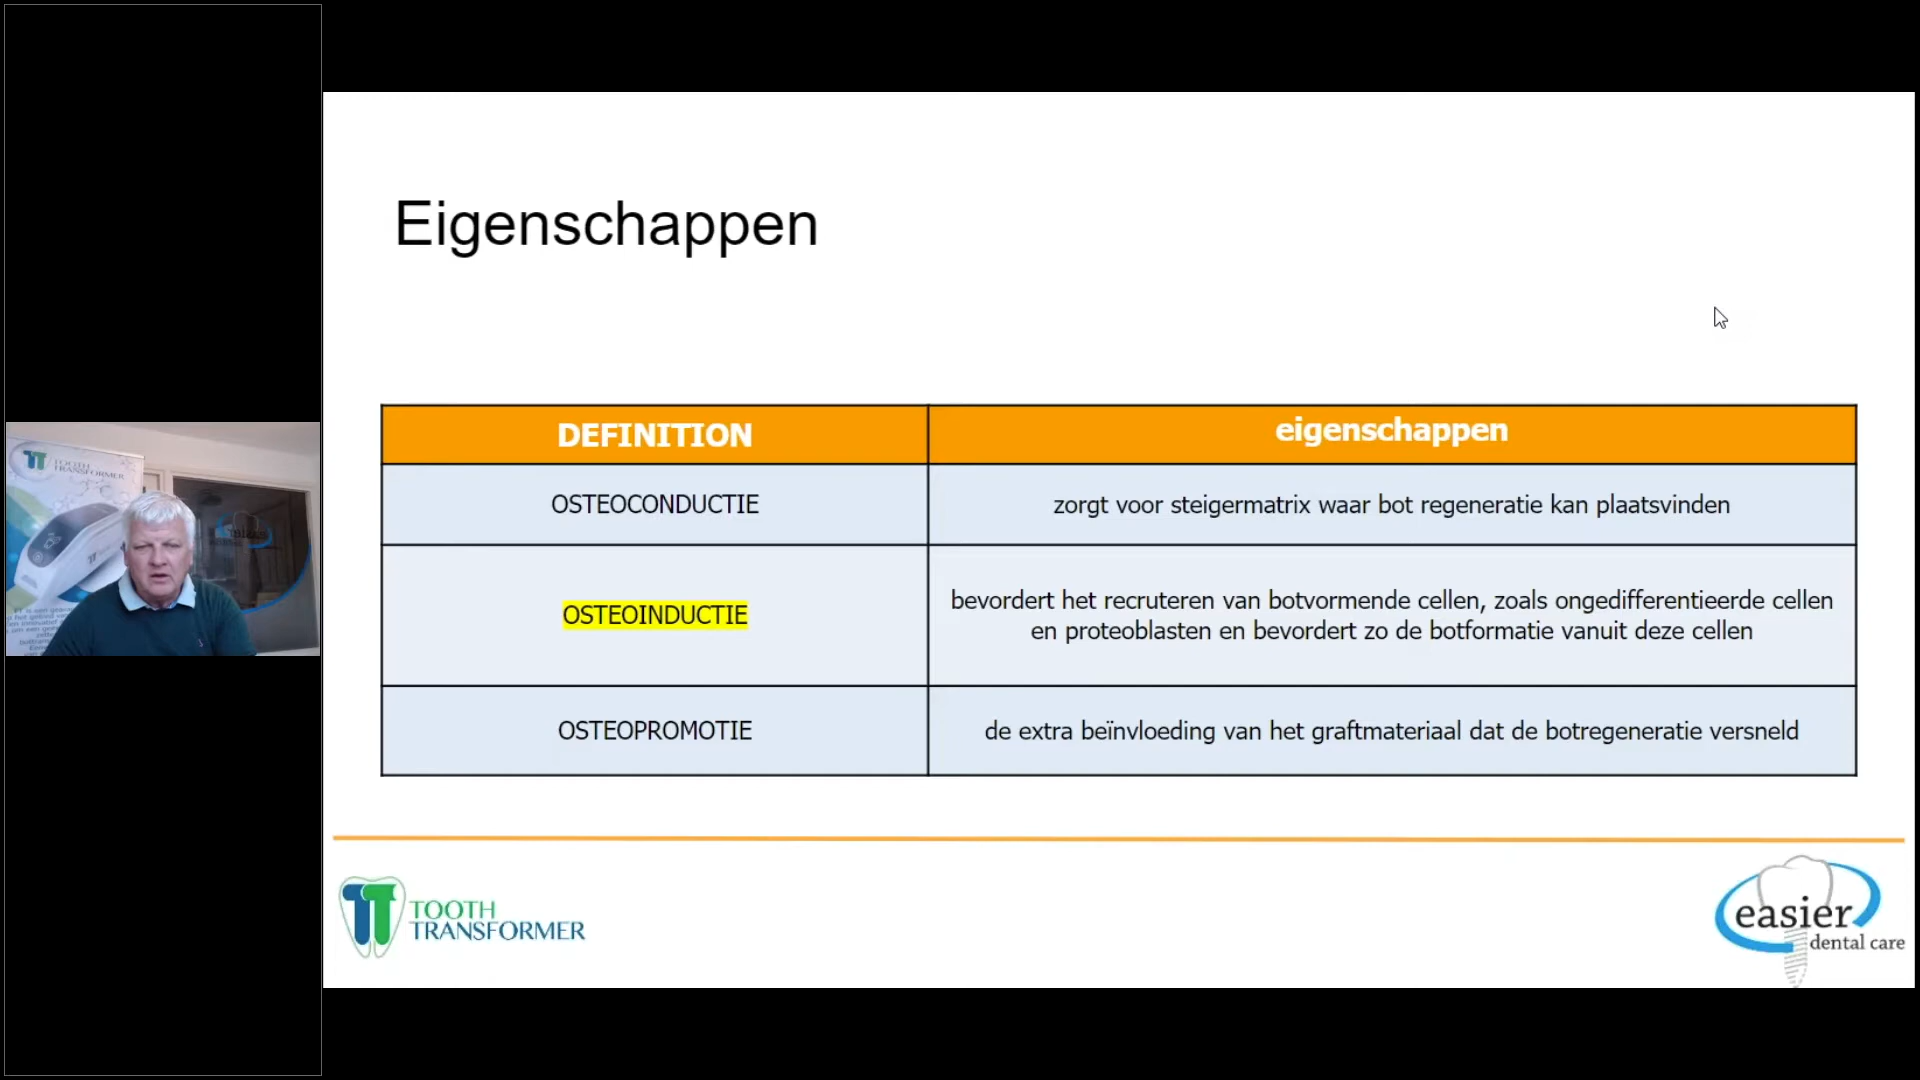 Eigenschappen
DEFINITION
eigenschappen
OSTEOCONDUCTIE
zorgt voor steigermatrix waar bot regeneratie kan plaatsvinden
OSTEOINDUCTIE
bevordert het recruteren van botvormende cellen, zoals ongedifferentieerde cellen
en proteoblasten en bevordert zo de botformatie vanuit deze cellen
OSTEOPROMOTIE
de extra beïnvloeding van het graftmateriaal dat de botregeneratie versneld
TOOTH
TRANSFORMER
easier
dental care
TOOTH
TRANSFORMER